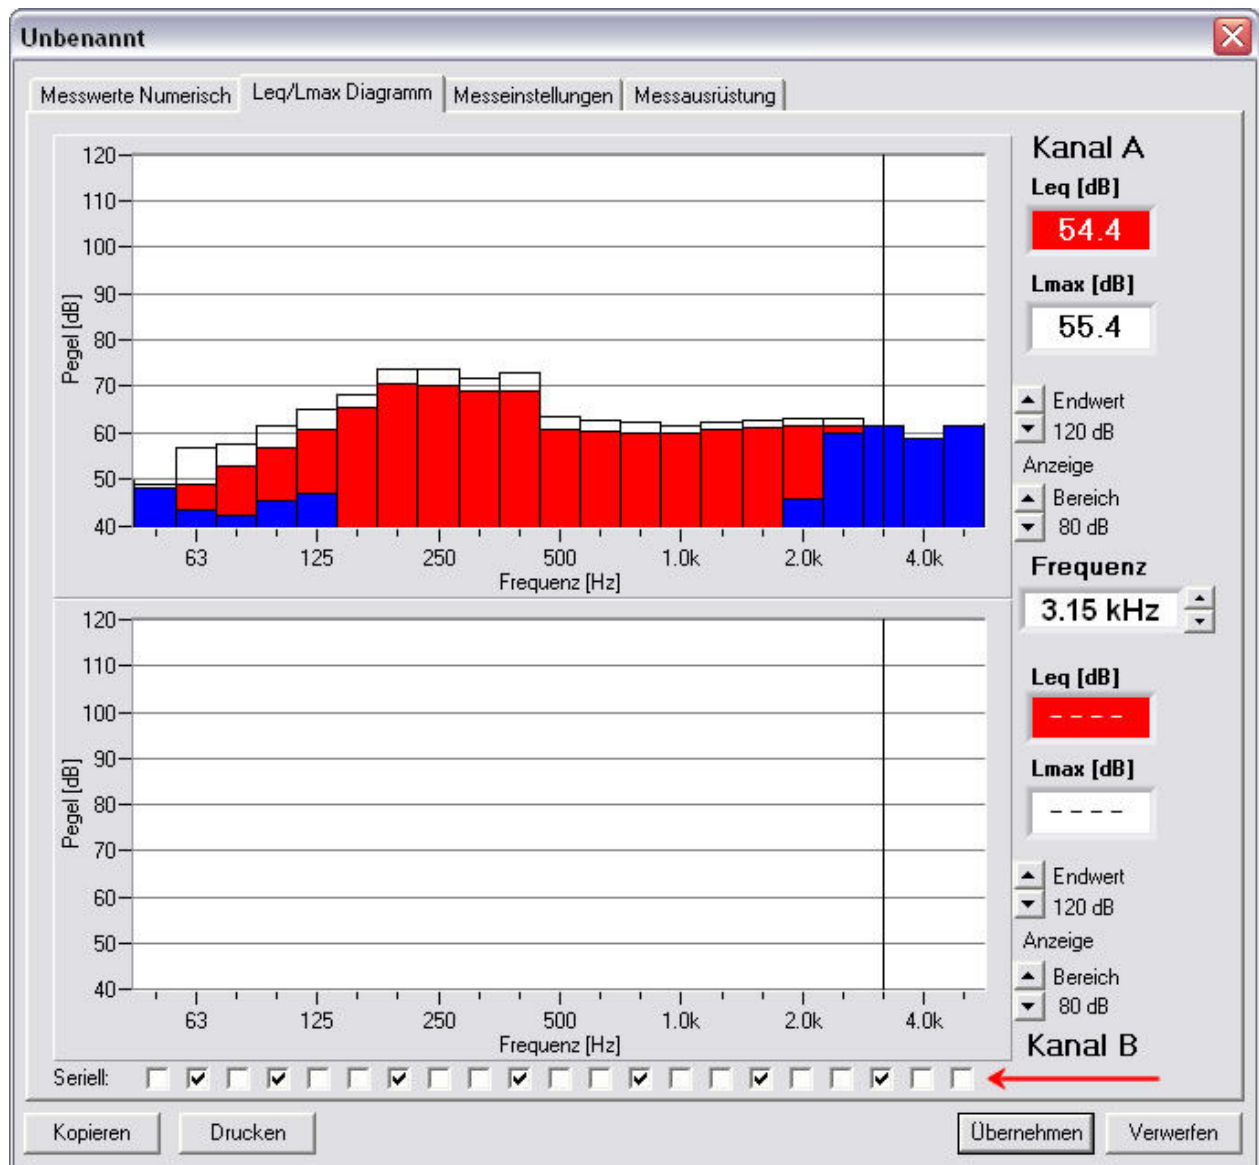 Unbenannt
Messwerte Numerisch
Leq/Lmax Diagramm
Messeinstellungen
Messausrüstung
120
110
100
90
80
70
60
50
40
Pegel [dB]
63 125 250 500 1.0k 2.0k 4.0k
Frequenz [Hz]
Kanal A
Leq [dB]
54.4
Lmax [dB]
55.4
Endwert
120 dB
Anzeige
Bereich
80 dB
Frequenz
3.15 kHz
120
110
100
90
80
70
60
50
40
Pegel [dB]
63 125 250 500 1.0k 2.0k 4.0k
Frequenz [Hz]
Leq [dB]
----
Lmax [dB]
----
Endwert
120 dB
Anzeige
Bereich
80 dB
Kanal B
Seriell:
Kopieren
Drucken
Übernehmen
Verwerfen